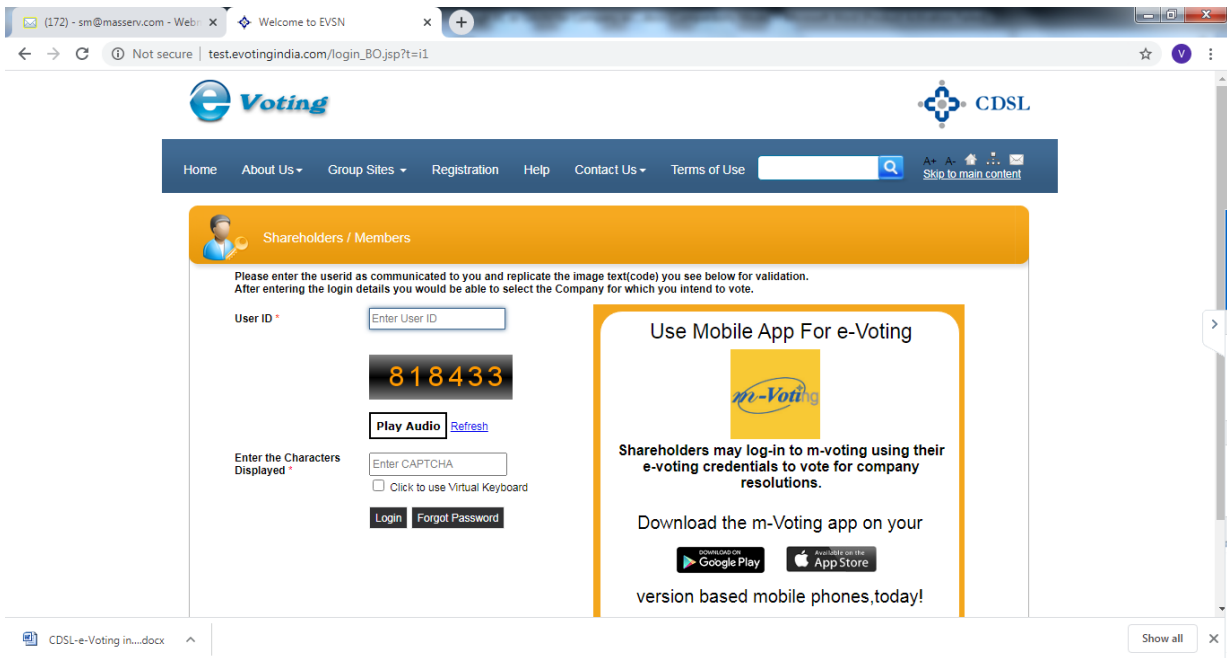 (172) - sm@masserv.com - Webm
Welcome to EVSN
Not secure | test.evotingindia.com/login_BO.jsp?t=i1
V
e Voting
CDSL
Home About Us Group Sites Registration Help Contact Us Terms of Use
A+ A-
Skip to main content
Shareholders / Members
Please enter the userid as communicated to you and replicate the image text(code) you see below for validation.
After entering the login details you would be able to select the Company for which you intend to vote.
User ID *
Enter User ID
818433
Play Audio Refresh
Enter the Characters
Displayed *
Enter CAPTCHA
Click to use Virtual Keyboard
Login Forgot Password
Use Mobile App For e-Voting
m-Voting
Shareholders may log-in to m-voting using their
e-voting credentials to vote for company
resolutions.
Download the m-Voting app on your
DOWNLOAD ON
Google Play
Available on the
App Store
version based mobile phones,today!
CDSL-e-Voting in....docx
Show all